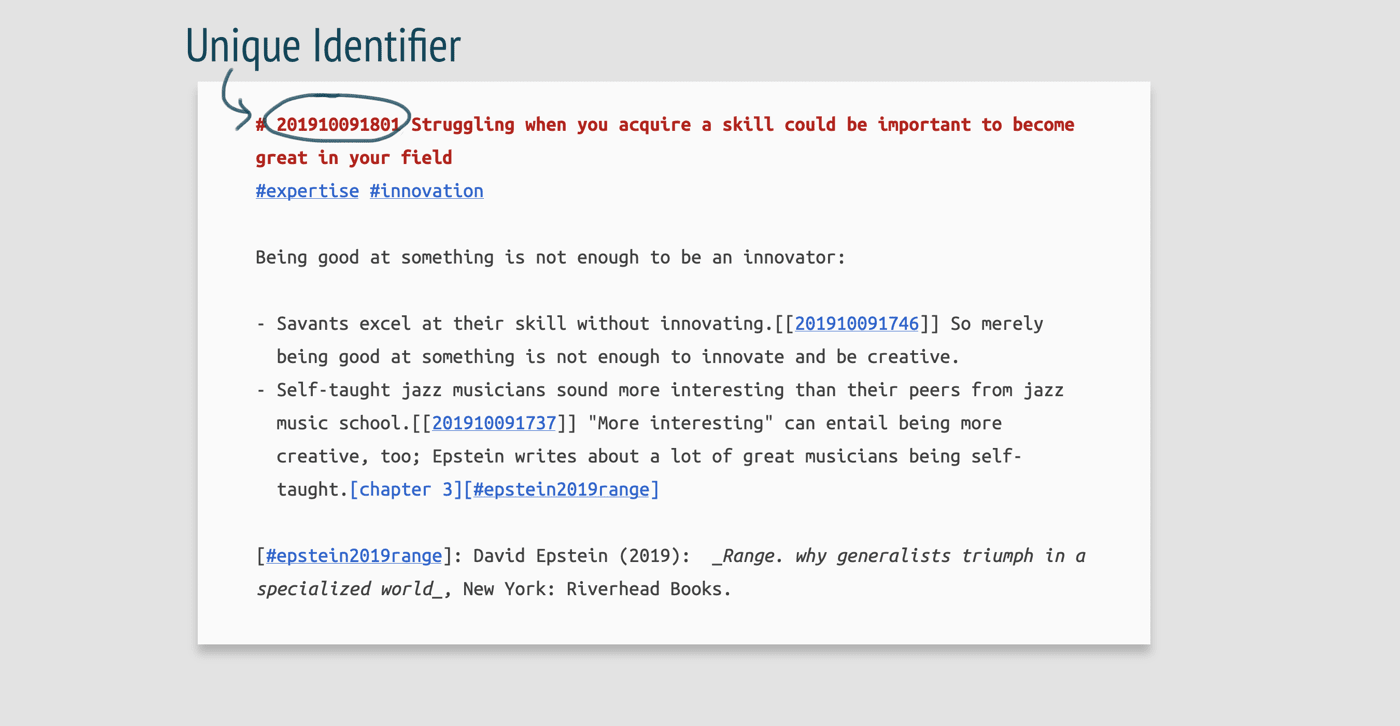 Unique Identifier
# 201910091801 Struggling when you acquire a skill could be important to become
great in your field
#expertise #innovation
Being good at something is not enough to be an innovator:
- Savants excel at their skill without innovating.[[201910091746]] So merely
being good at something is not enough to innovate and be creative.
- Self-taught jazz musicians sound more interesting than their peers from jazz
music school.[[201910091737]] "More interesting" can entail being more
creative, too; Epstein writes about a lot of great musicians being self-
taught.[chapter 3][#epstein2019range]
[#epstein2019range]: David Epstein (2019):  _Range. why generalists triumph in a
specialized world_, New York: Riverhead Books.